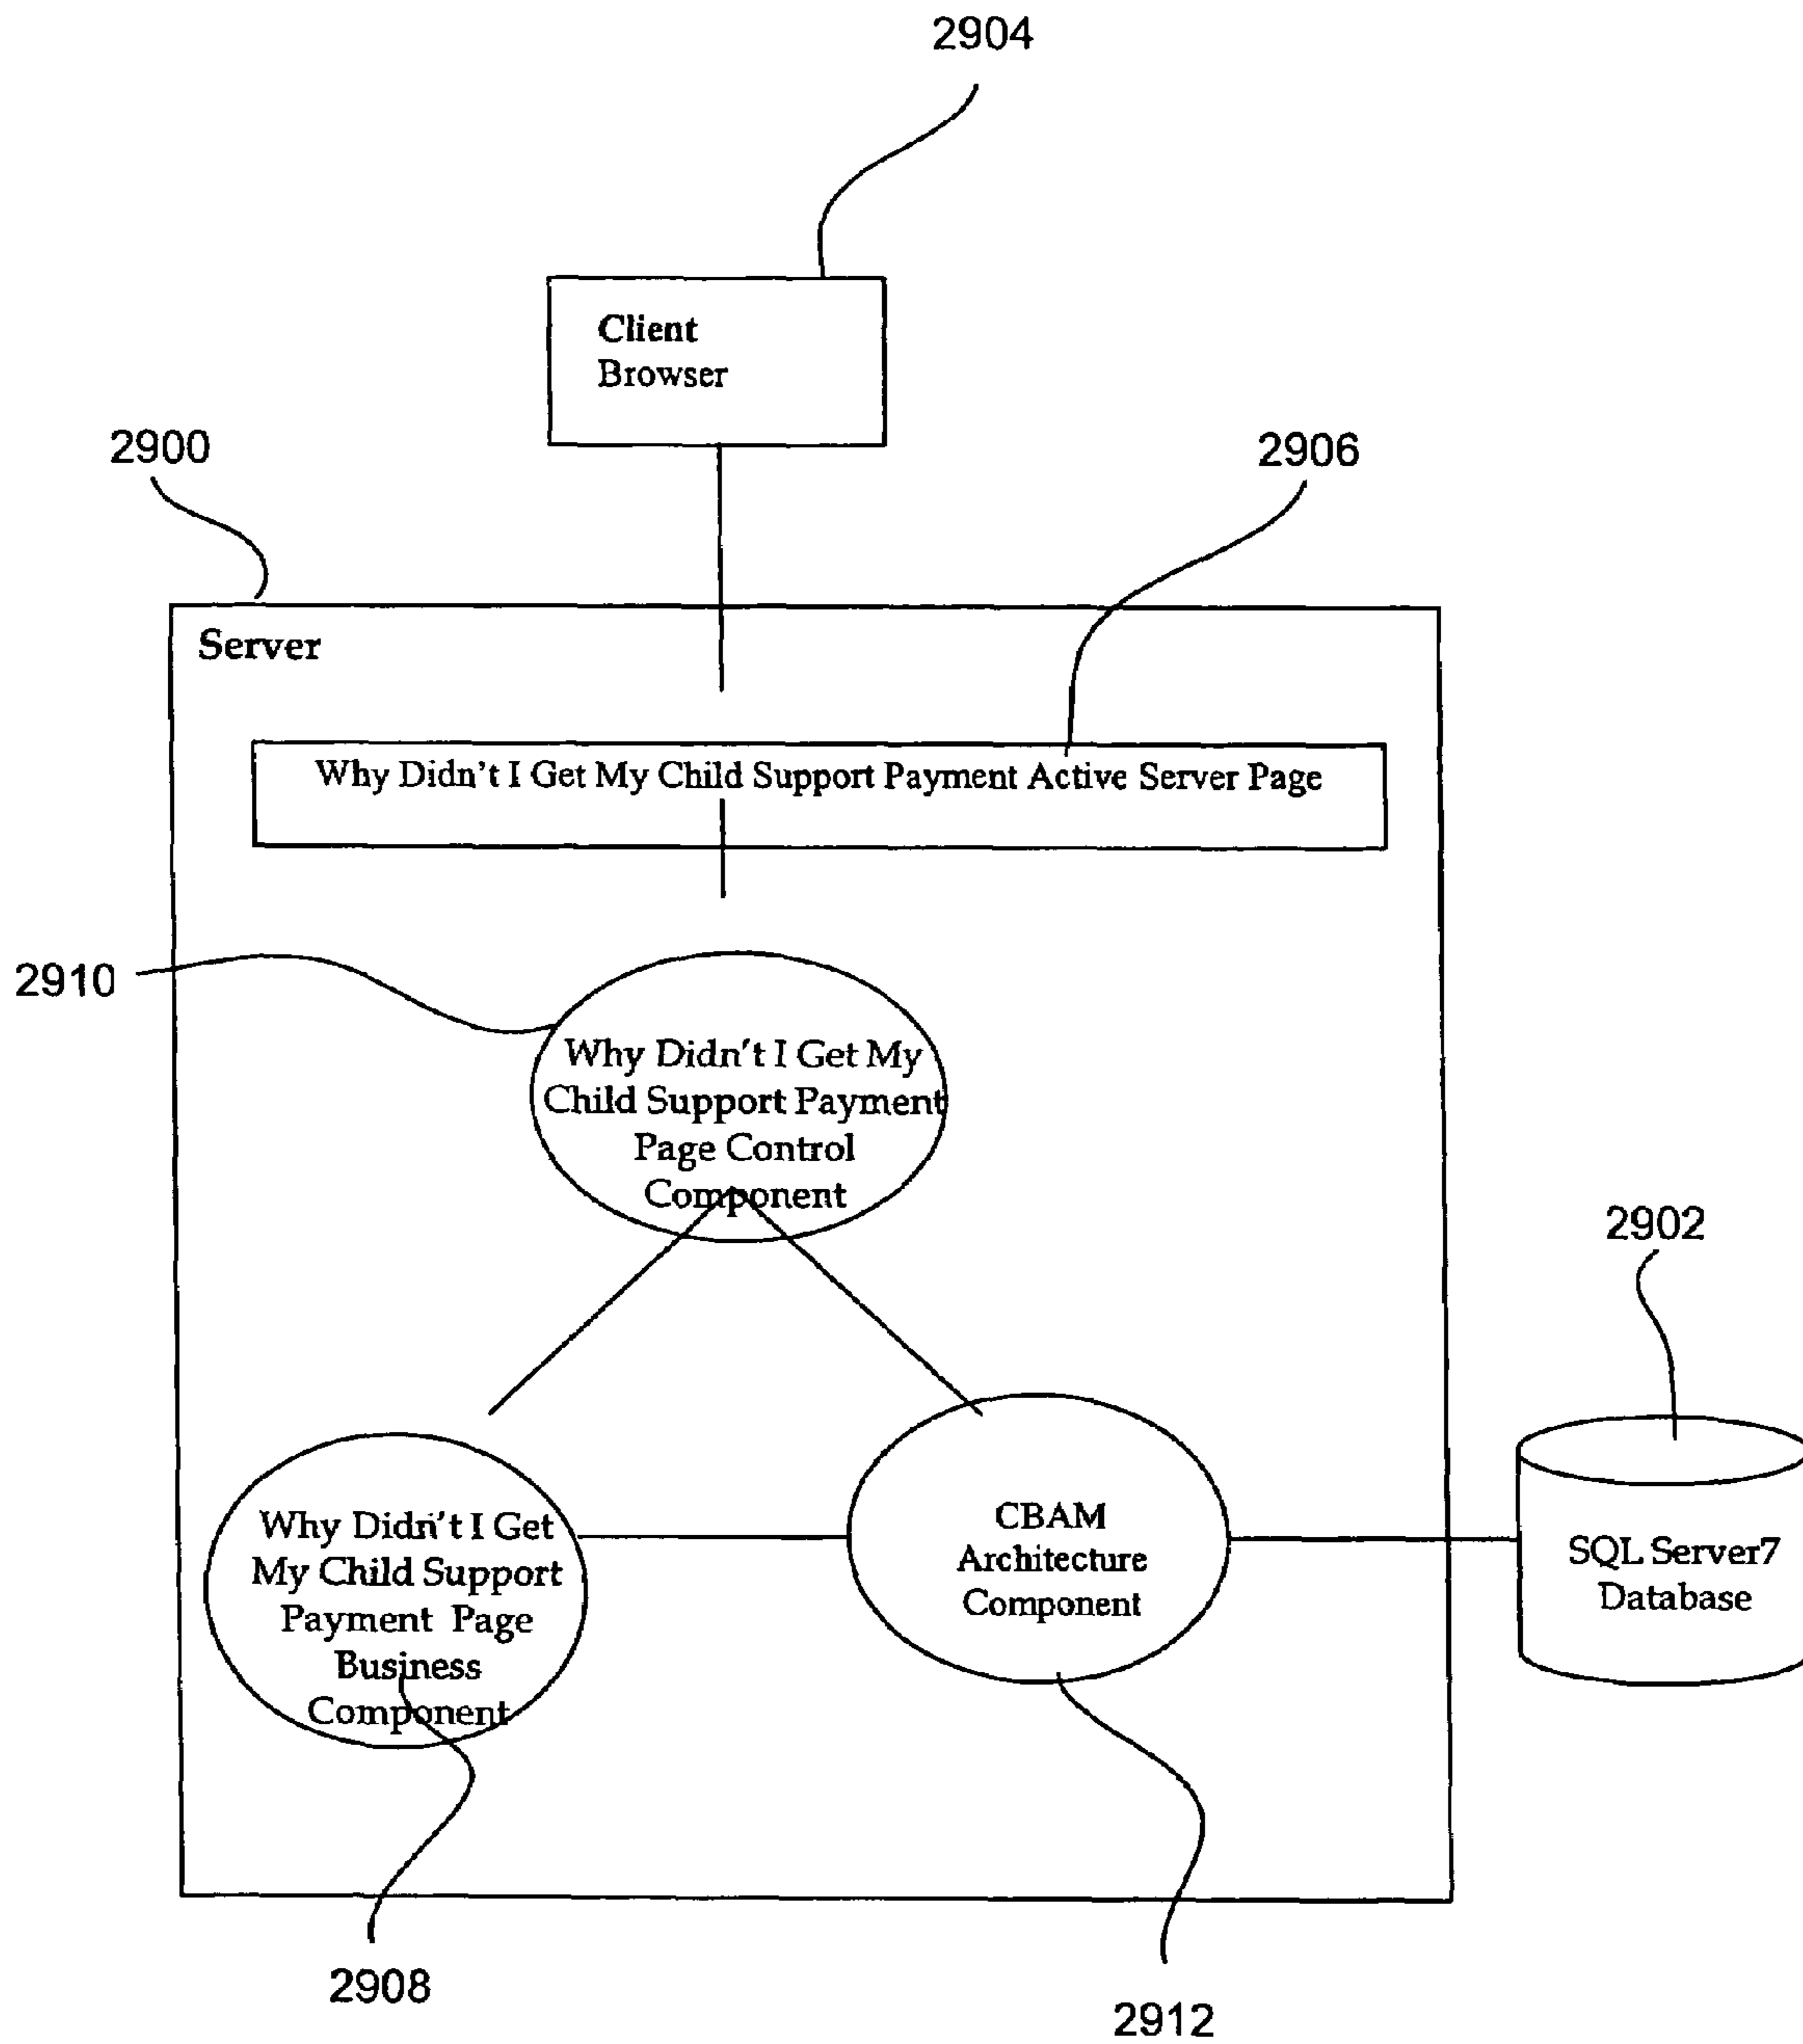 2904
Client
Browser
2900
2906
Server
Why Didn't I Get My Child Support Payment Active Server Page
2910
Why Didn't I Get My
Child Support Payment
Page Control
Component
2902
Why Didn't I Get
My Child Support
Payment Page
Business
Component
CBAM
Architecture
Component
SQL Server7
Database
2908
2912